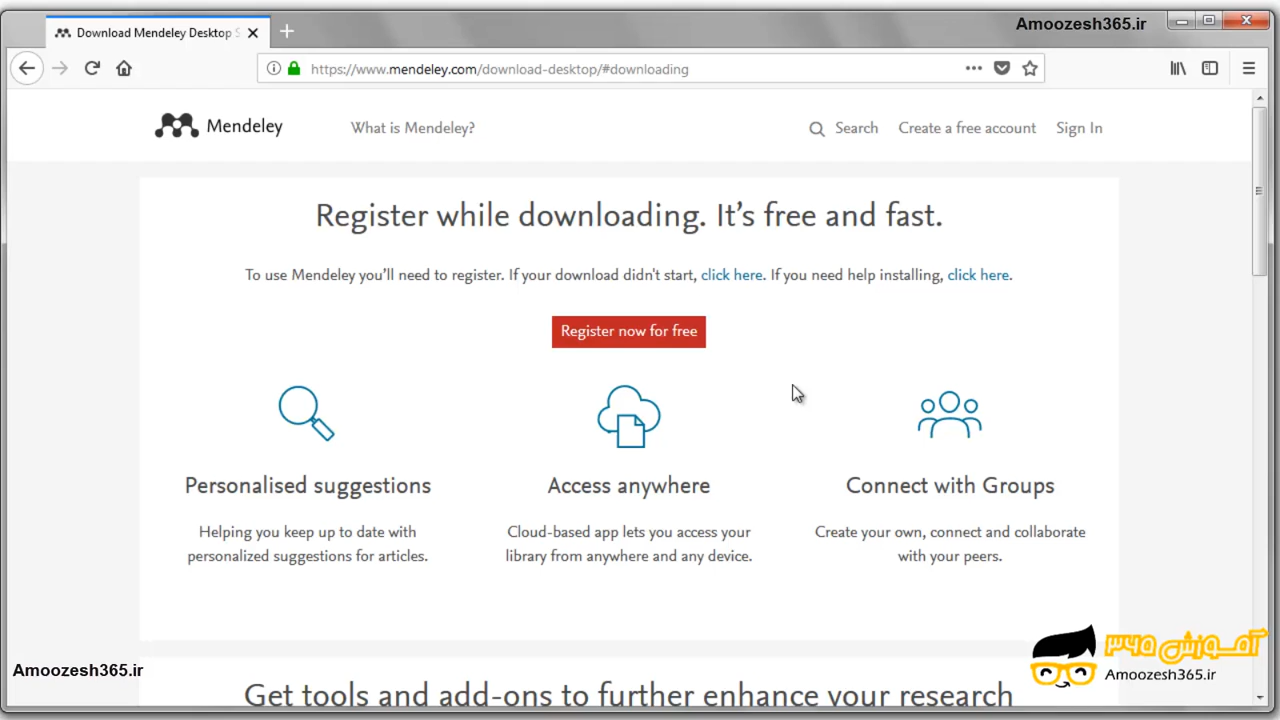 Download Mendeley Desktop S
Amoozesh365.ir
https://www.mendeley.com/download-desktop/#downloading
Mendeley
What is Mendeley?
Search
Create a free account
Sign In
Register while downloading. It’s free and fast.
To use Mendeley you’ll need to register. If your download didn't start, click here. If you need help installing, click here.
Register now for free
Personalised suggestions
Access anywhere
Connect with Groups
Helping you keep up to date with
personalized suggestions for articles.
Cloud-based app lets you access your
library from anywhere and any device.
Create your own, connect and collaborate
with your peers.
آموزش ۳۶۵
Amoozesh365.ir
Amoozesh365.ir
Get tools and add-ons to further enhance your research